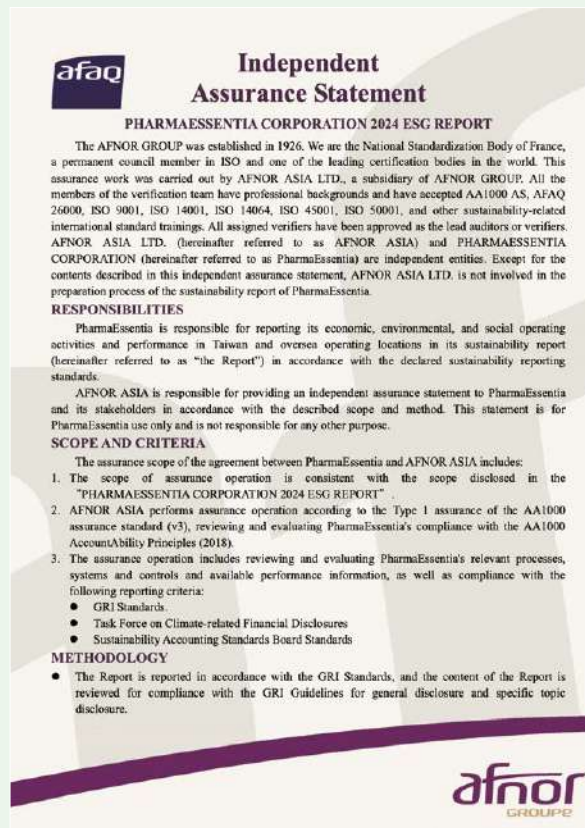 afaq
Independent
Assurance Statement
PHARMAESSENTIA CORPORATION 2024 ESG REPORT
The AFNOR GROUP was established in 1926. We are the National Standardization Body of France,
a permanent council member in ISO and one of the leading certification bodies in the world. This
assurance work was carried out by AFNOR ASIA LTD., a subsidiary of AFNOR GROUP. All the
members of the verification team have professional backgrounds and have accepted AA1000 AS, AFAQ
26000, ISO 9001, ISO 14001, ISO 14064, ISO 45001, ISO 50001, and other sustainability-related
international standard trainings. All assigned verifiers have been approved as the lead auditors or verifiers.
AFNOR ASIA LTD. (hereinafter referred to as AFNOR ASIA) and PHARMAESSENTIA
CORPORATION (hereinafter referred to as PharmaEssentia) are independent entities. Except for the
contents described in this independent assurance statement, AFNOR ASIA LTD. is not involved in the
preparation process of the sustainability report of PharmaEssentia.
RESPONSIBILITIES
PharmaEssentia is responsible for reporting its economic, environmental, and social operating
activities and performance in Taiwan and oversea operating locations in its sustainability report
(hereinafter referred to as "the Report") in accordance with the declared sustainability reporting
standards.
AFNOR ASIA is responsible for providing an independent assurance statement to PharmaEssentia
and its stakeholders in accordance with the described scope and method. This statement is for
PharmaEssentia use only and is not responsible for any other purpose.
SCOPE AND CRITERIA
The assurance scope of the agreement between PharmaEssentia and AFNOR ASIA includes:
1. The scope of assurance operation is consistent with the scope disclosed in the
"PHARMAESSENTIA CORPORATION 2024 ESG REPORT".
2. AFNOR ASIA performs assurance operation according to the Type 1 assurance of the AA1000
assurance standard (v3), reviewing and evaluating PharmaEssentia's compliance with the AA1000
AccountAbility Principles (2018).
3. The assurance operation includes reviewing and evaluating PharmaEssentia's relevant processes,
systems and controls and available performance information, as well as compliance with the
following reporting criteria:
● GRI Standards.
● Task Force on Climate-related Financial Disclosures
● Sustainability Accounting Standards Board Standards
METHODOLOGY
● The Report is reported in accordance with the GRI Standards, and the content of the Report is
reviewed for compliance with the GRI Guidelines for general disclosure and specific topic
disclosure.
afnor
GROUPE